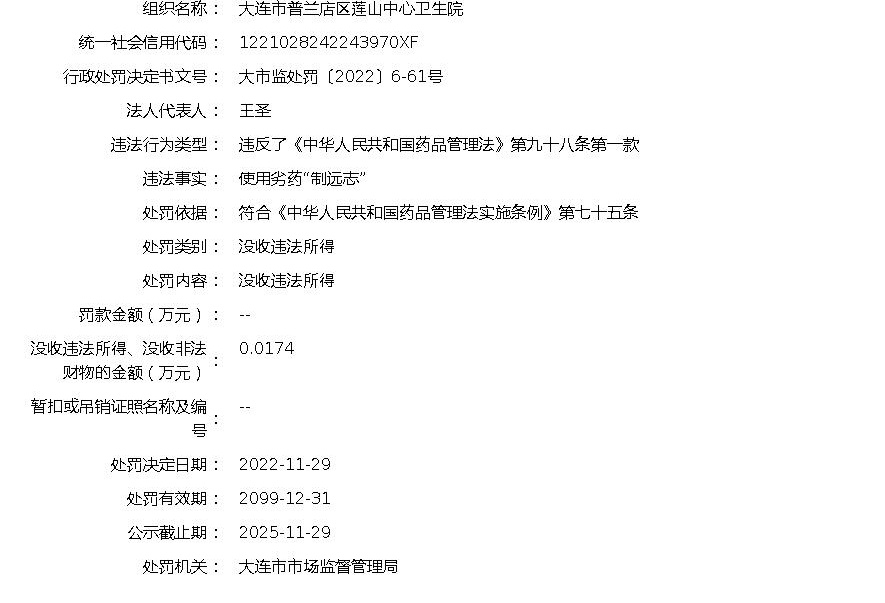 组织名称： 大连市普兰店区莲山中心卫生院
统一社会信用代码： 1221028242243970XF
行政处罚决定书文号： 大市监处罚〔2022〕6-61号
法人代表人： 王圣
违法行为类型： 违反了《中华人民共和国药品管理法》第九十八条第一款
违法事实： 使用劣药“制远志”
处罚依据： 符合《中华人民共和国药品管理法实施条例》第七十五条
处罚类别： 没收违法所得
处罚内容： 没收违法所得
罚款金额（万元）： --
没收违法所得、没收非法
财物的金额（万元）： 0.0174
暂扣或吊销证照名称及编
号： --
处罚决定日期： 2022-11-29
处罚有效期： 2099-12-31
公示截止期： 2025-11-29
处罚机关： 大连市市场监督管理局